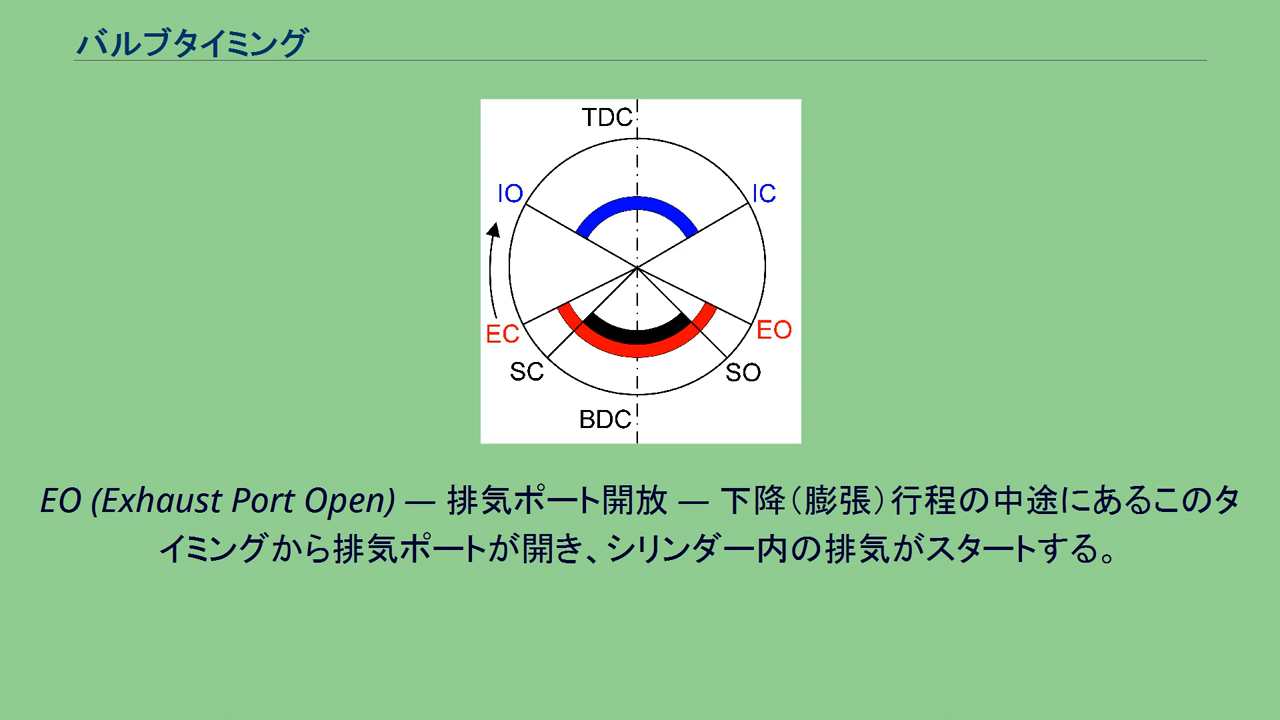 バルブタイミング
TDC
IO
IC
EC
EO
SC
SO
BDC
EO (Exhaust Port Open) — 排気ポート開放 — 下降（膨張）行程の中途にあるこのタ
イミングから排気ポートが開き、シリンダー内の排気がスタートする。